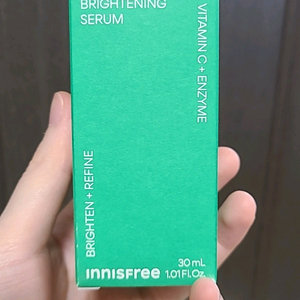 BRIGHTENING
SERUM
VITAMIN C + ENZYME
BRIGHTEN + REFINE
30 mL
innisfree 1.01 Fl.Oz.